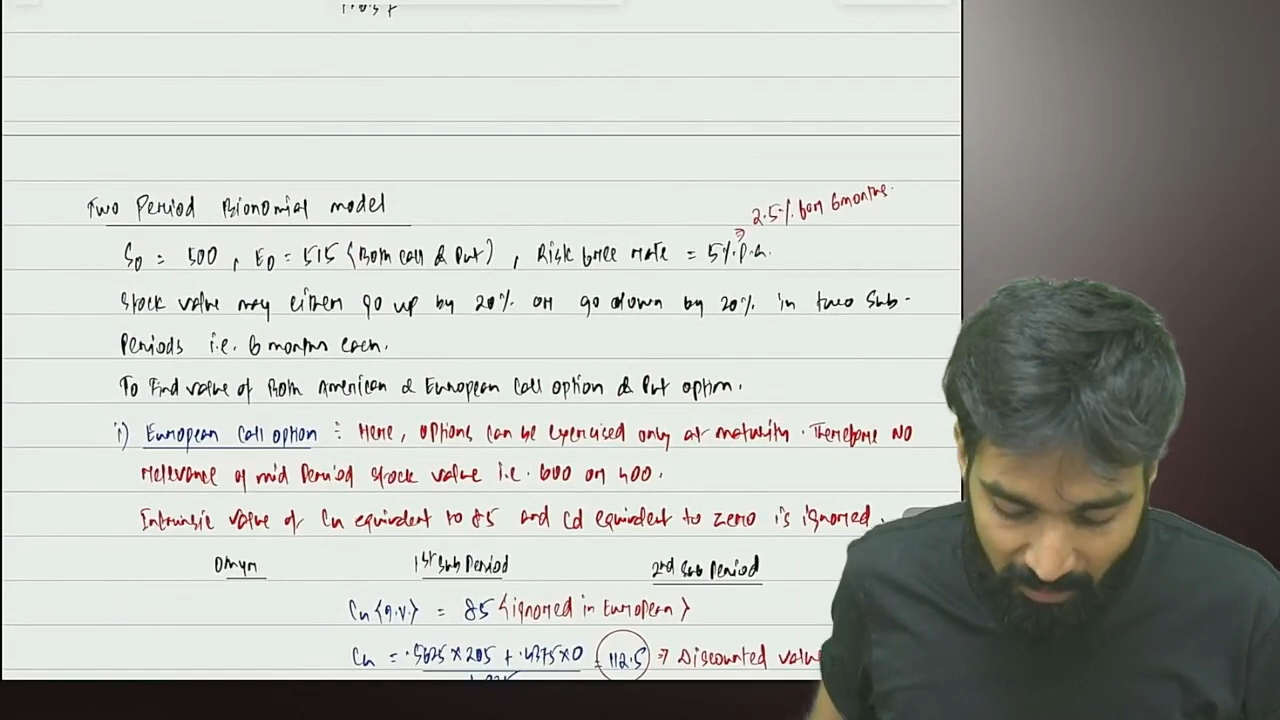 Two Period Bionomial model
⇒ 2.5% for 6 months.
S0 = 500 , E0 = 515 (Both call & Put) , Risk free rate = 5% p.a.
Stock value may either go up by 20% or go down by 20% in two Sub-
Periods i.e. 6 months each.
To Find value of Both American & European Call option & Put option.
i) European Call option : Here, options can be exercised only at maturity. Therefore No
relevance of mid Period stock value i.e. 600 or 400.
Intrinsic value of Cu equivalent to 85 and Cd equivalent to zero is ignored.
0myr
1st Sub Period
2nd Sub Period
= 85 {ignored in European}
Cu = .5625 × 205 + .4375 × 0 = 112.5 ⇒ Discounted value